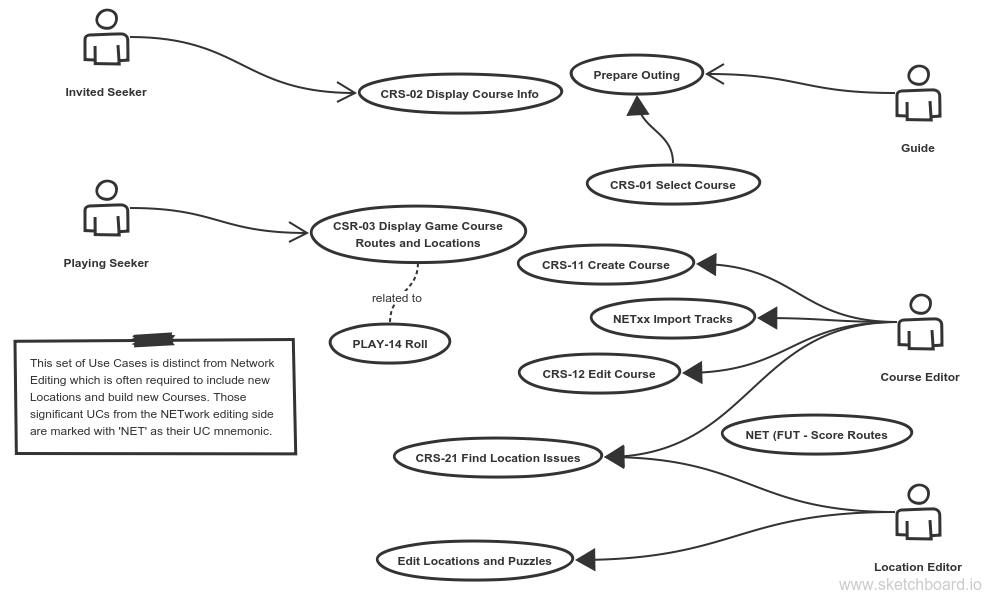 Invited Seeker
CRS-02 Display Course Info
Prepare Outing
Guide
CRS-01 Select Course
Playing Seeker
CSR-03 Display Game Course
Routes and Locations
CRS-11 Create Course
related to
NETxx Import Tracks
PLAY-14 Roll
CRS-12 Edit Course
Course Editor
This set of Use Cases is distinct from Network
Editing which is often required to include new
Locations and build new Courses. Those
significant UCs from the NETwork editing side
are marked with 'NET' as their UC mnemonic.
NET (FUT - Score Routes
CRS-21 Find Location Issues
Edit Locations and Puzzles
Location Editor
www.sketchboard.io